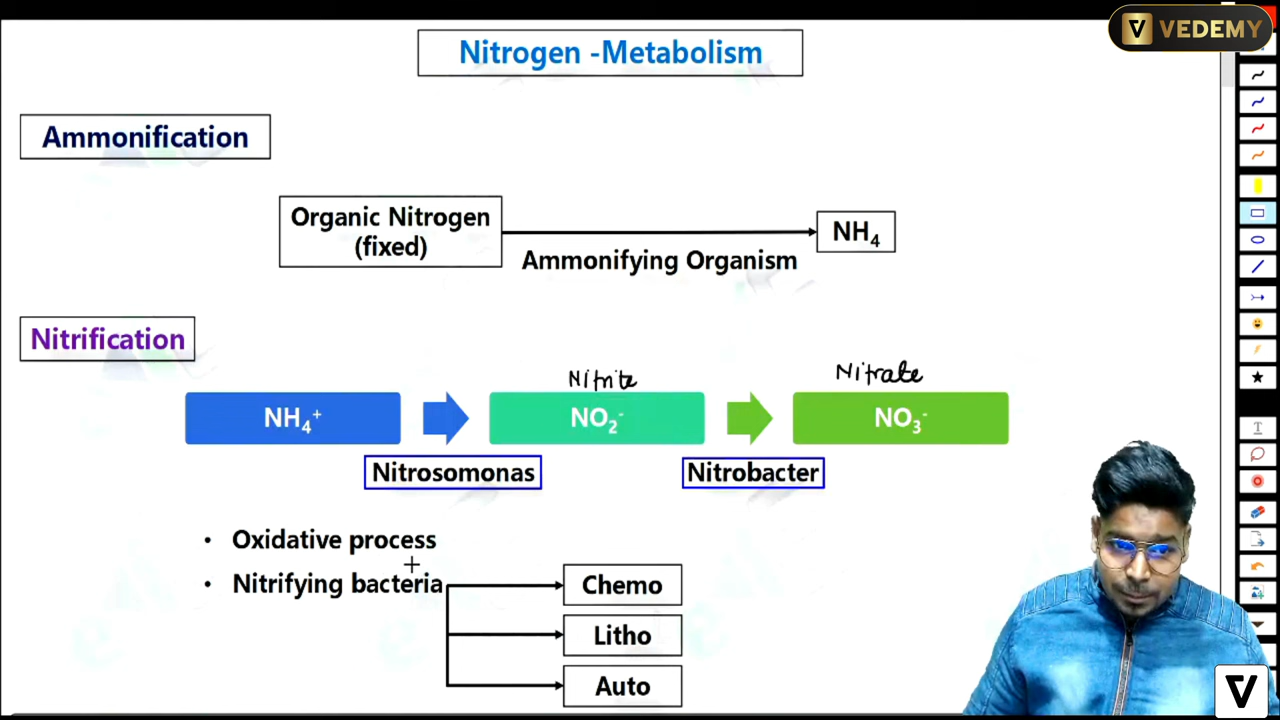 VEDEMY
Nitrogen -Metabolism
Ammonification
Organic Nitrogen
(fixed)
NH₄
Ammonifying Organism
Nitrification
Nitrite
Nitrate
NH₄⁺
NO₂⁻
NO₃⁻
Nitrosomonas
Nitrobacter
• Oxidative process
• Nitrifying bacteria
Chemo
Litho
Auto